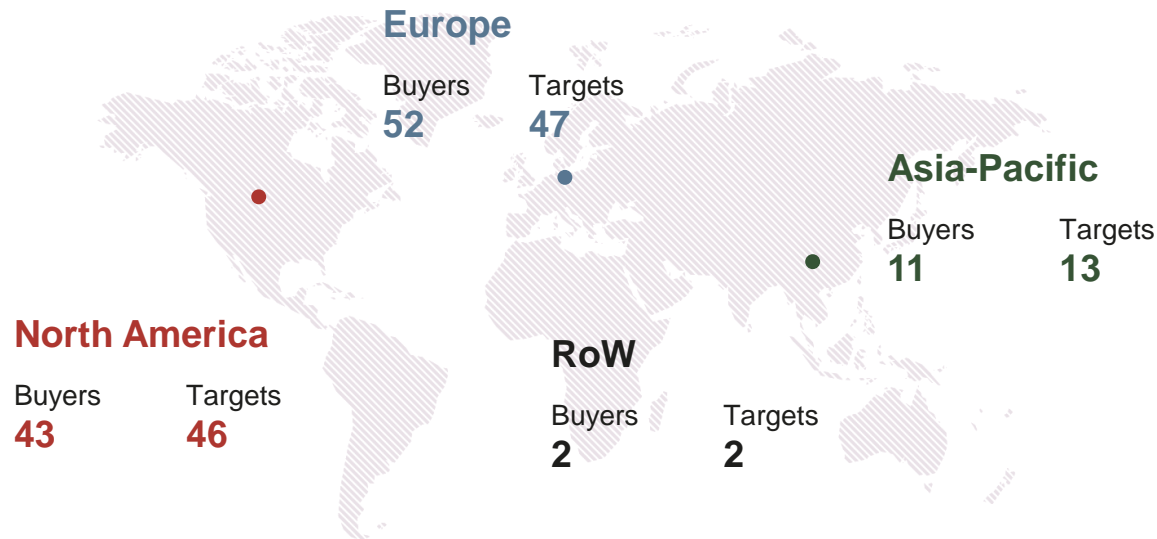 Europe
Buyers Targets
52 47
Asia-Pacific
Buyers Targets
11 13
North America
Buyers Targets
43 46
RoW
Buyers Targets
2 2